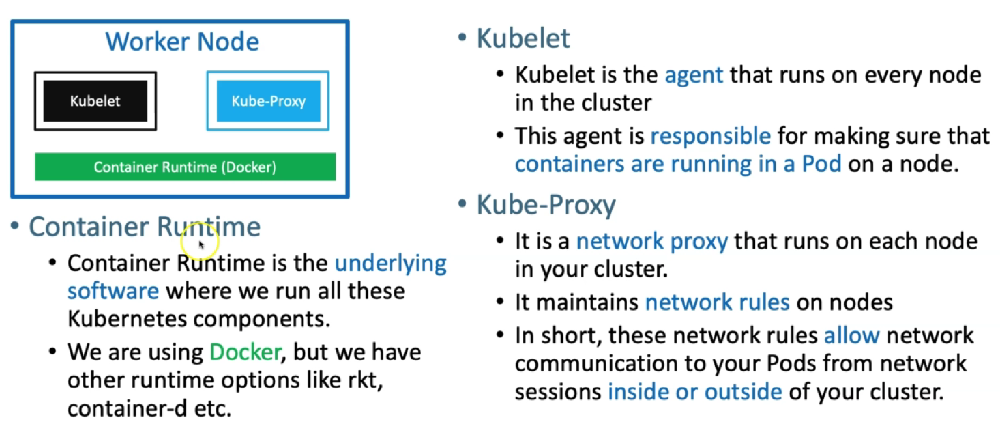 Worker Node
Kubelet
Kube-Proxy
Container Runtime (Docker)
• Container Runtime
• Container Runtime is the underlying
software where we run all these
Kubernetes components.
• We are using Docker, but we have
other runtime options like rkt,
container-d etc.
• Kubelet
• Kubelet is the agent that runs on every node
in the cluster
• This agent is responsible for making sure that
containers are running in a Pod on a node.
• Kube-Proxy
• It is a network proxy that runs on each node
in your cluster.
• It maintains network rules on nodes
• In short, these network rules allow network
communication to your Pods from network
sessions inside or outside of your cluster.